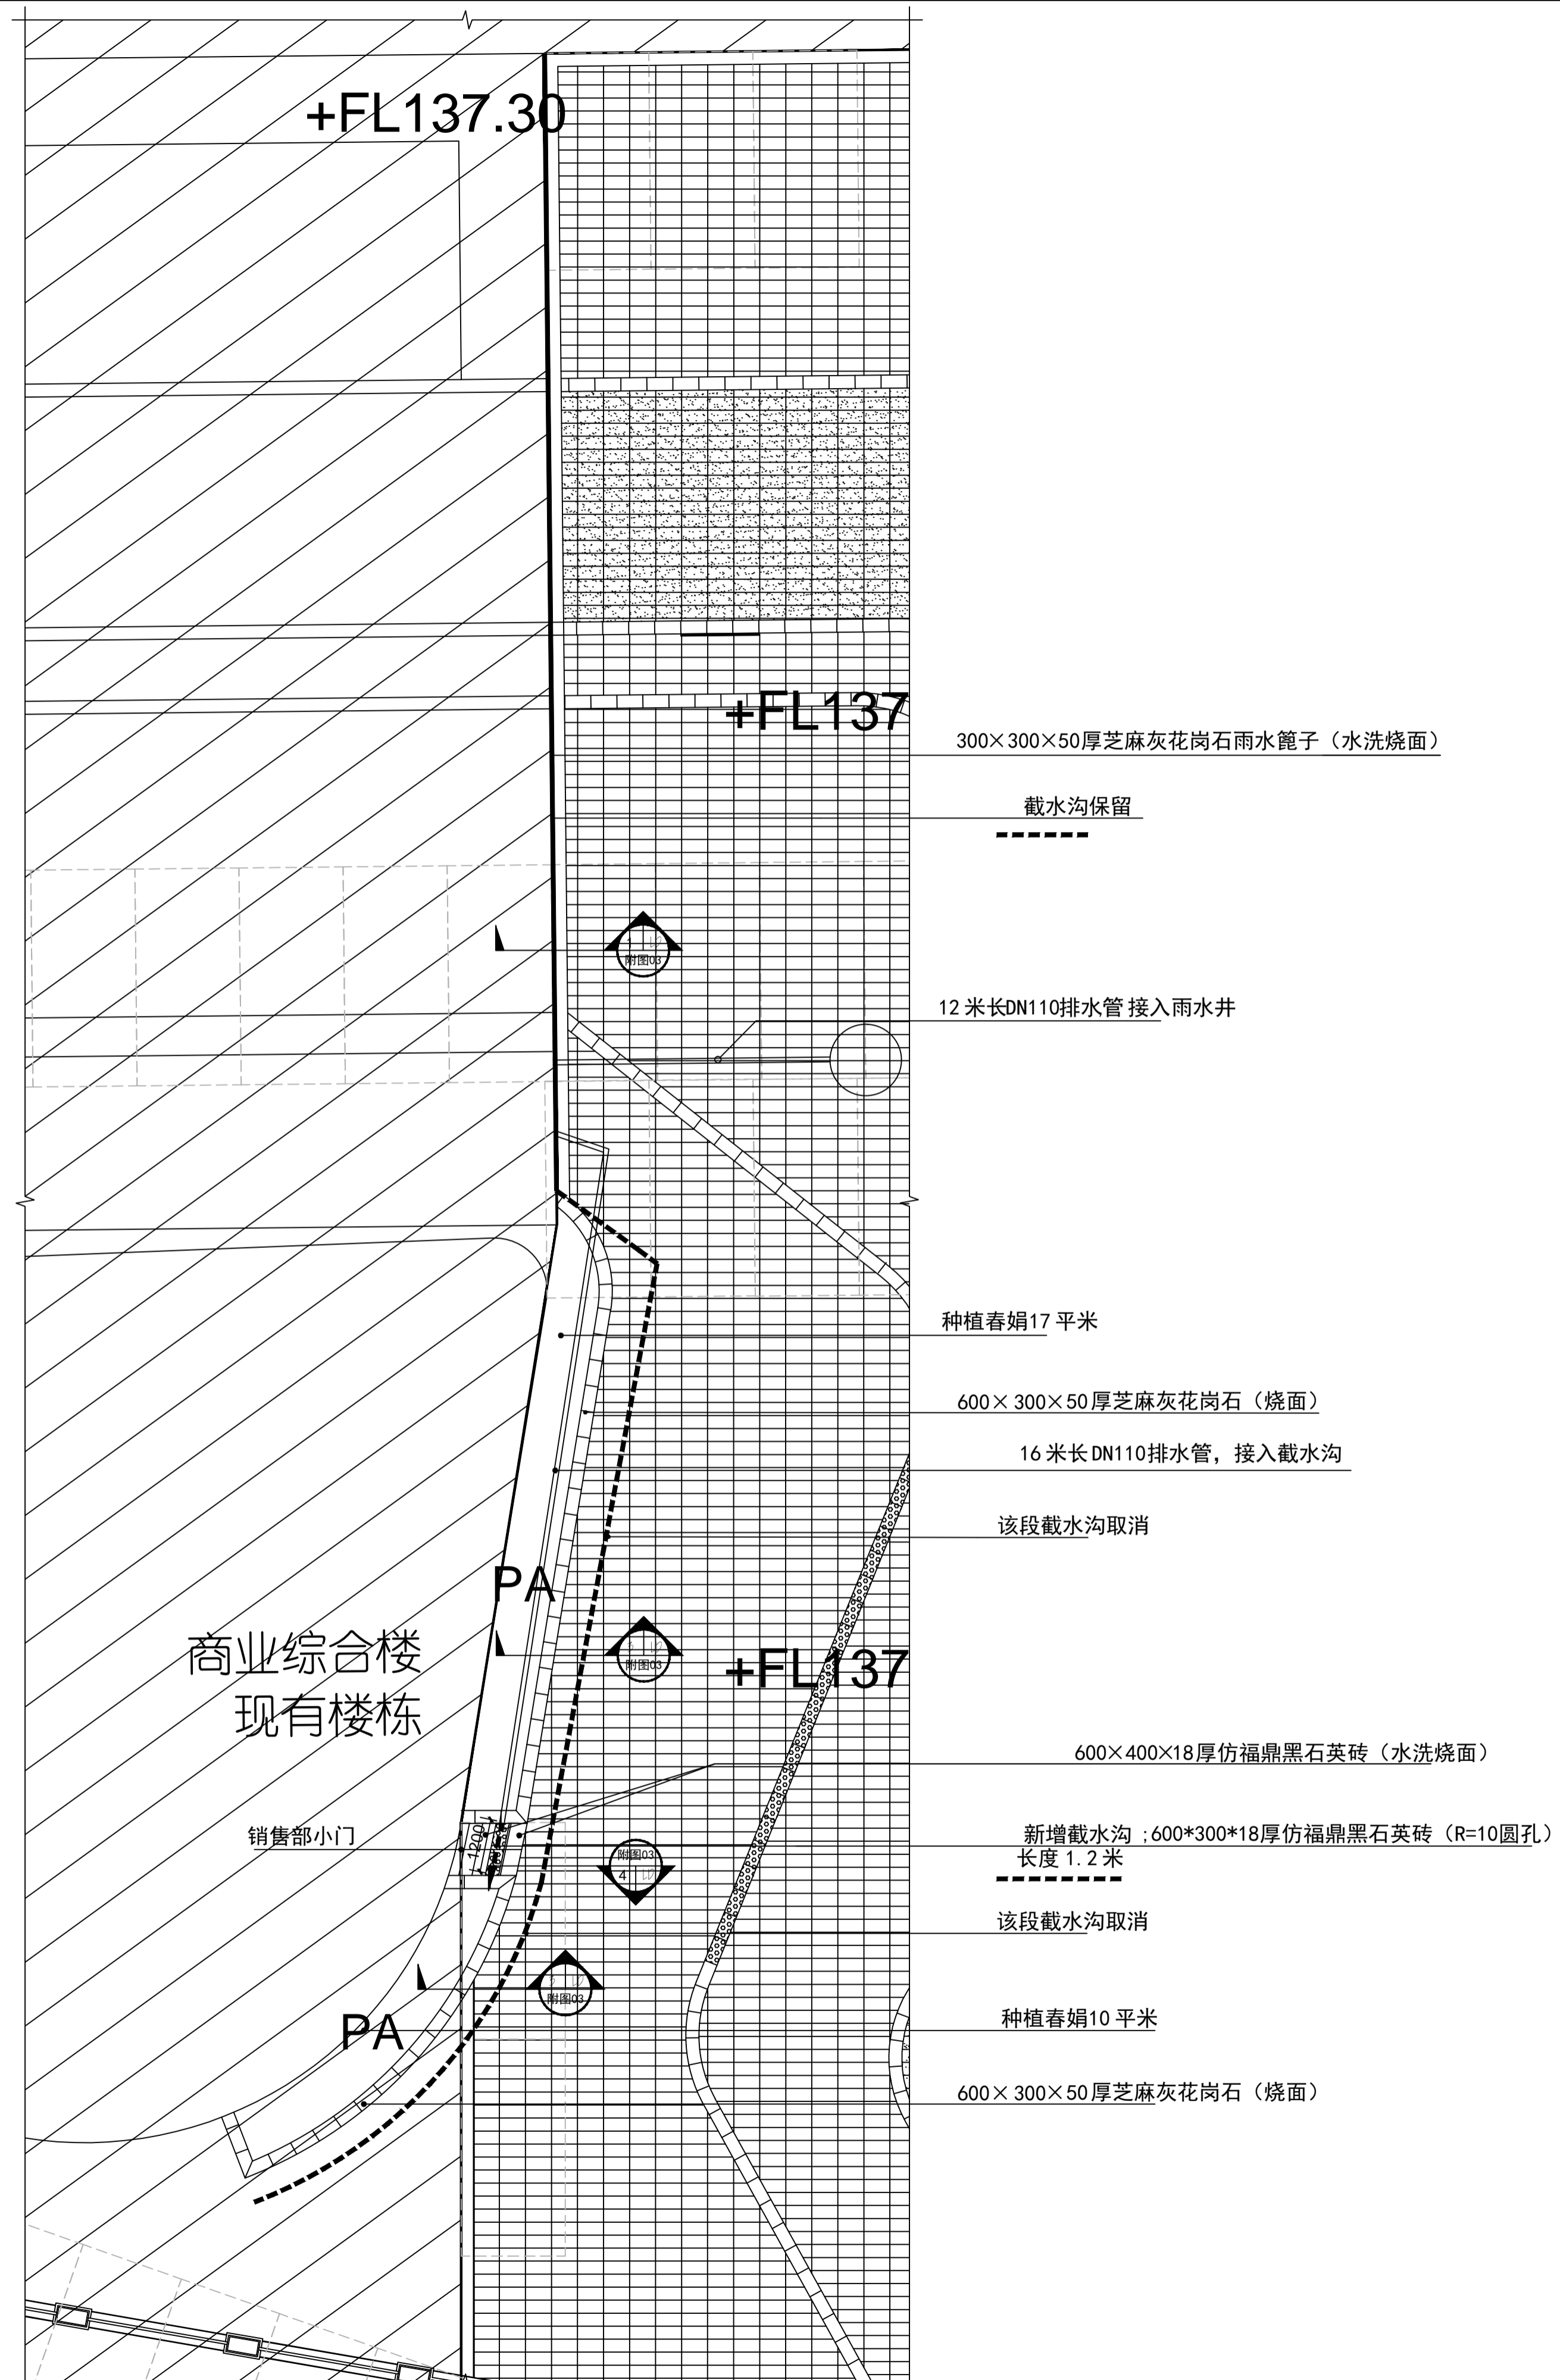 +FL137.30
+FL137
300×300×50厚芝麻灰花岗石雨水篦子（水洗烧面）
截水沟保留
附图03
12米长DN110排水管 接入雨水井
种植春娟17平米
600×300×50厚芝麻灰花岗石（烧面）
16米长DN110排水管，接入截水沟
该段截水沟取消
PA
商业综合楼
现有楼栋
附图03
+FL137
600×400×18厚仿福鼎黑石英砖（水洗烧面）
销售部小门
1200
新增截水沟；600*300*18厚仿福鼎黑石英砖（R=10圆孔）
长度1.2米
附图03
4
该段截水沟取消
附图03
PA
种植春娟10平米
600×300×50厚芝麻灰花岗石（烧面）